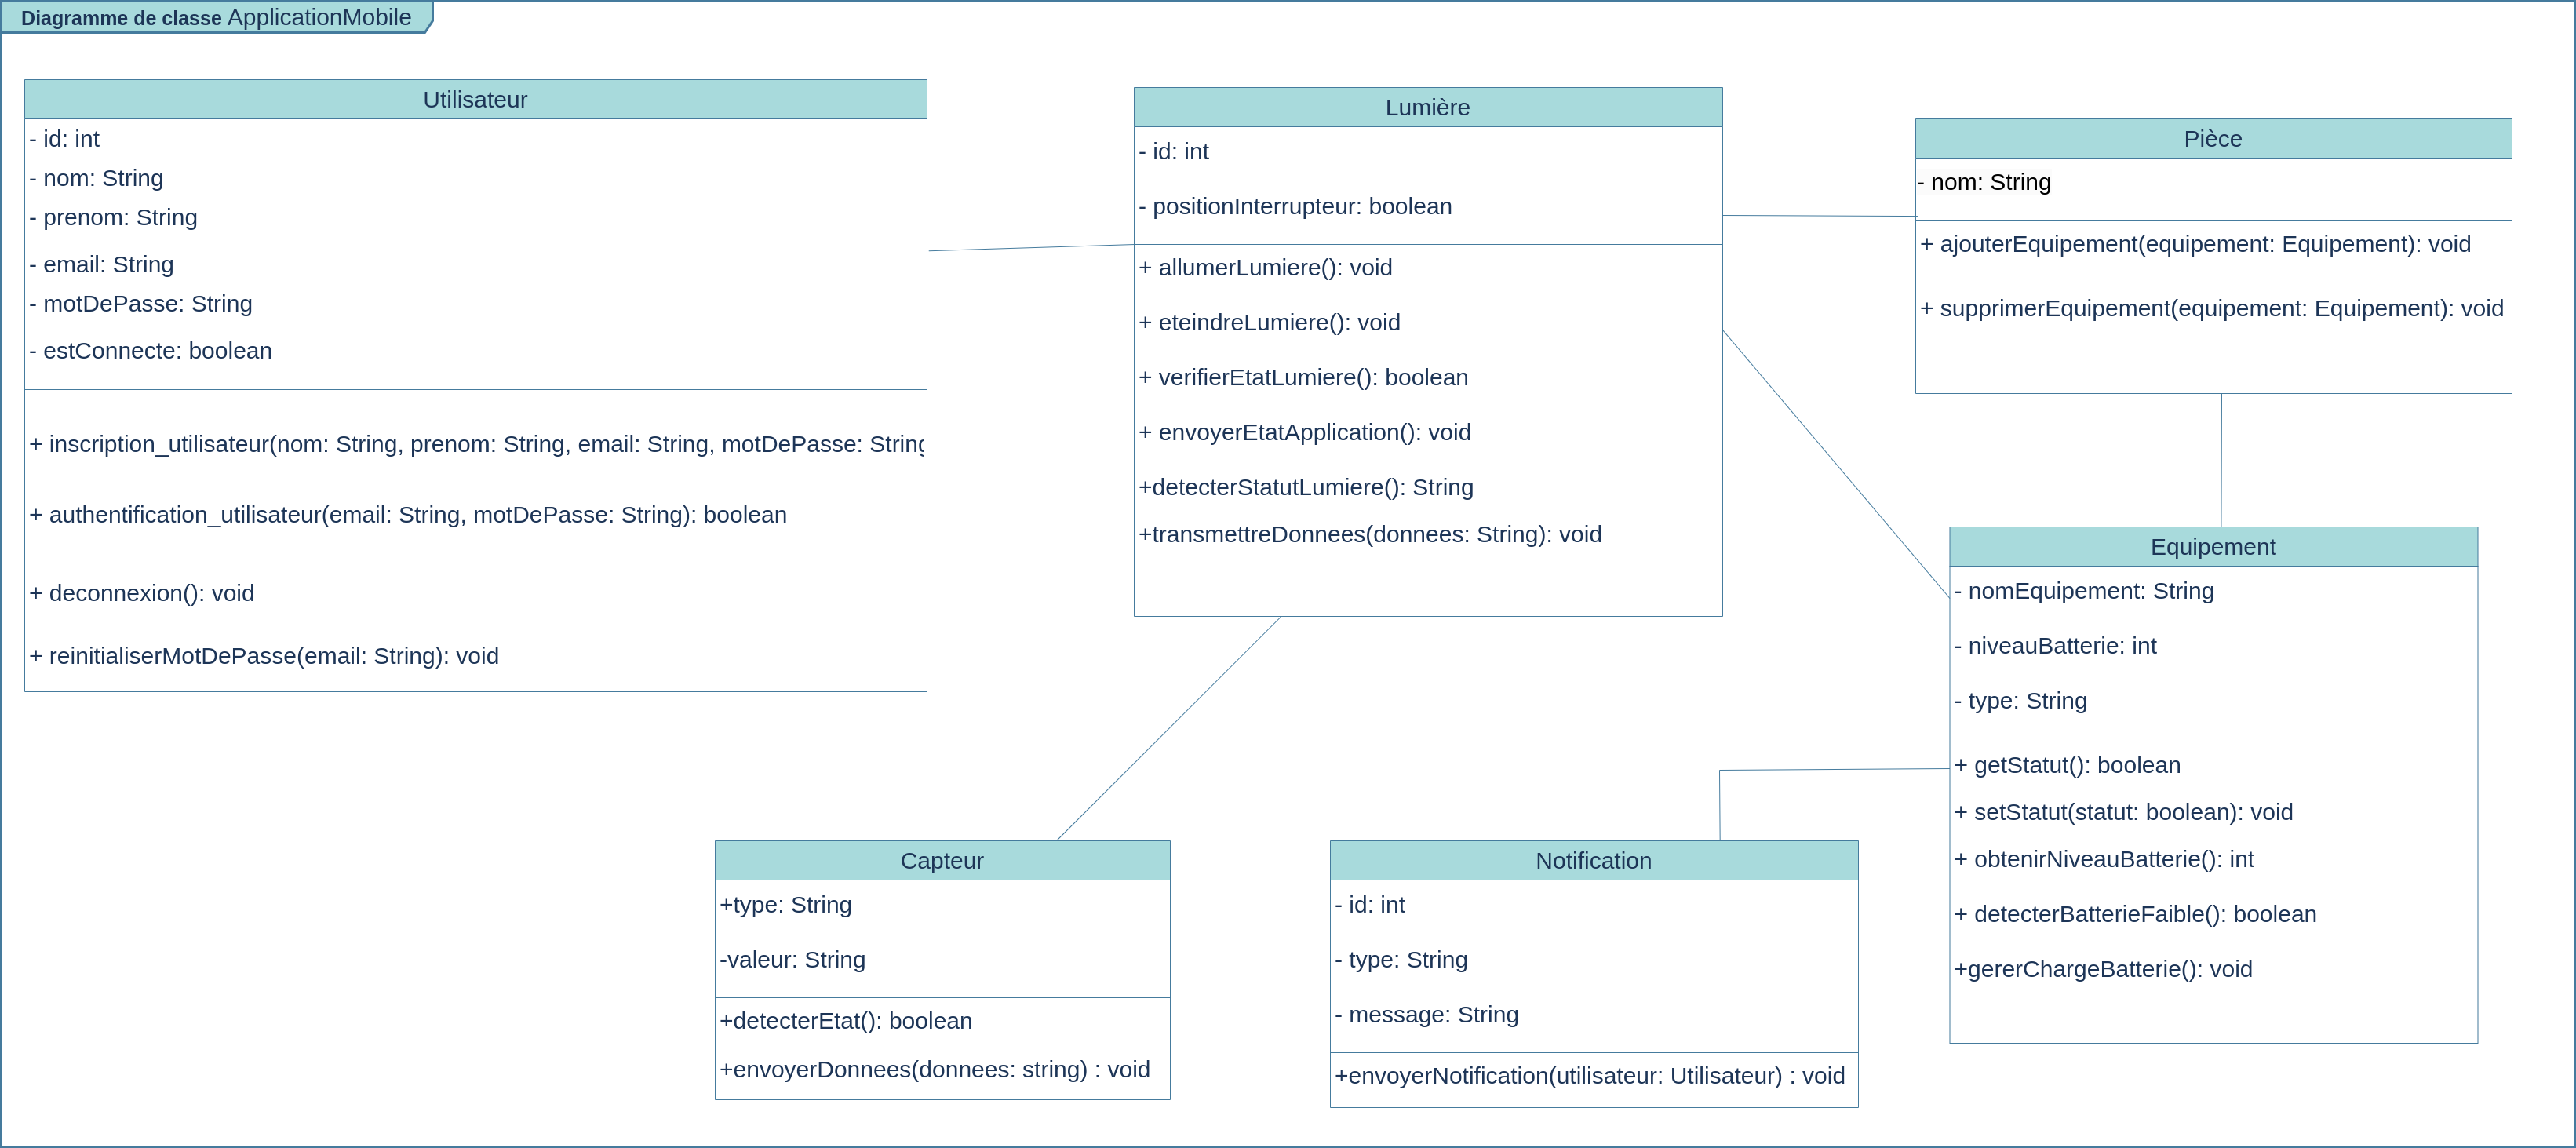 Diagramme de classe ApplicationMobile
Utilisateur
- id: int
- nom: String
- prenom: String
- email: String
- motDePasse: String
- estConnecte: boolean
+ inscription_utilisateur(nom: String, prenom: String, email: String, motDePasse: String
+ authentification_utilisateur(email: String, motDePasse: String): boolean
+ deconnexion(): void
+ reinitialiserMotDePasse(email: String): void
Lumière
- id: int
- positionInterrupteur: boolean
+ allumerLumiere(): void
+ eteindreLumiere(): void
+ verifierEtatLumiere(): boolean
+ envoyerEtatApplication(): void
+detecterStatutLumiere(): String
+transmettreDonnees(donnees: String): void
Pièce
- nom: String
+ ajouterEquipement(equipement: Equipement): void
+ supprimerEquipement(equipement: Equipement): void
Equipement
- nomEquipement: String
- niveauBatterie: int
- type: String
+ getStatut(): boolean
+ setStatut(statut: boolean): void
+ obtenirNiveauBatterie(): int
+ detecterBatterieFaible(): boolean
+gererChargeBatterie(): void
Capteur
+type: String
-valeur: String
+detecterEtat(): boolean
+envoyerDonnees(donnees: string) : void
Notification
- id: int
- type: String
- message: String
+envoyerNotification(utilisateur: Utilisateur) : void